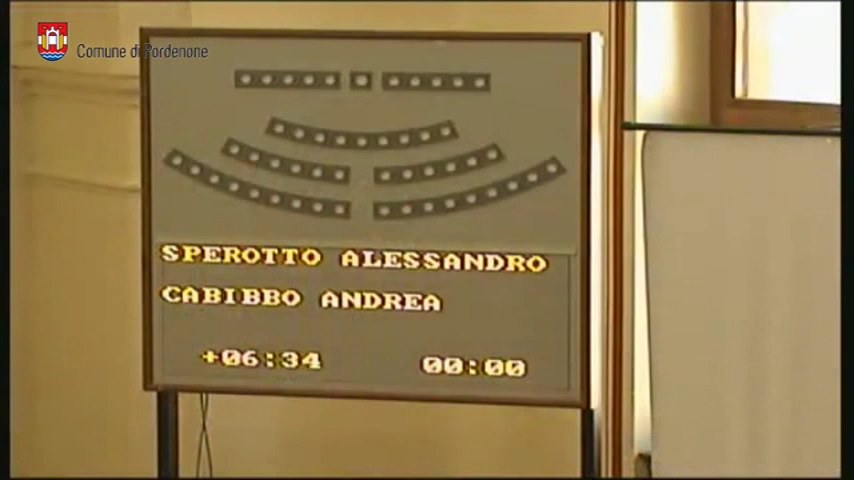 Comune di Pordenone
SPEROTTO ALESSANDRO
CABIBBO ANDREA
+06:34 00:00